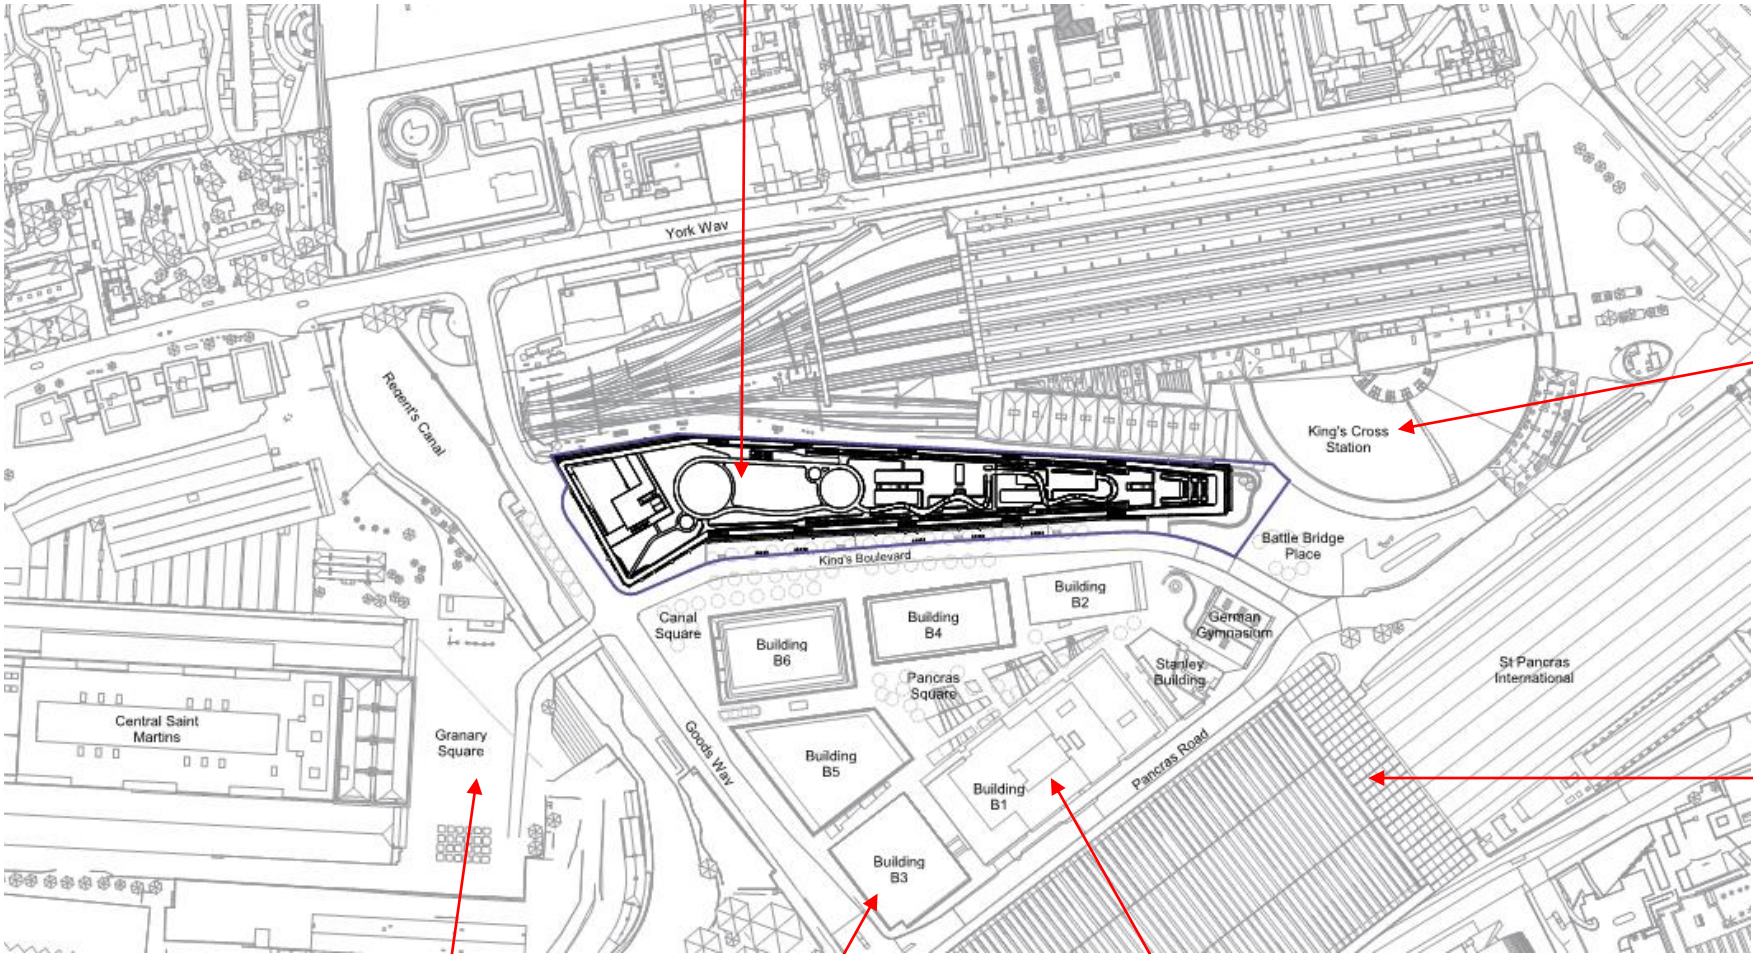 York Way
Regent's Canal
King's Cross
Station
Battle Bridge
Place
King's Boulevard
Building
B2
Canal
Square
Building
B4
German
Gymnasium
Building
B6
Stanley
Building
Pancras
Square
St Pancras
International
Central Saint
Martins
Granary
Square
Goods Way
Building
B5
Pancras Road
Building
B1
Building
B3